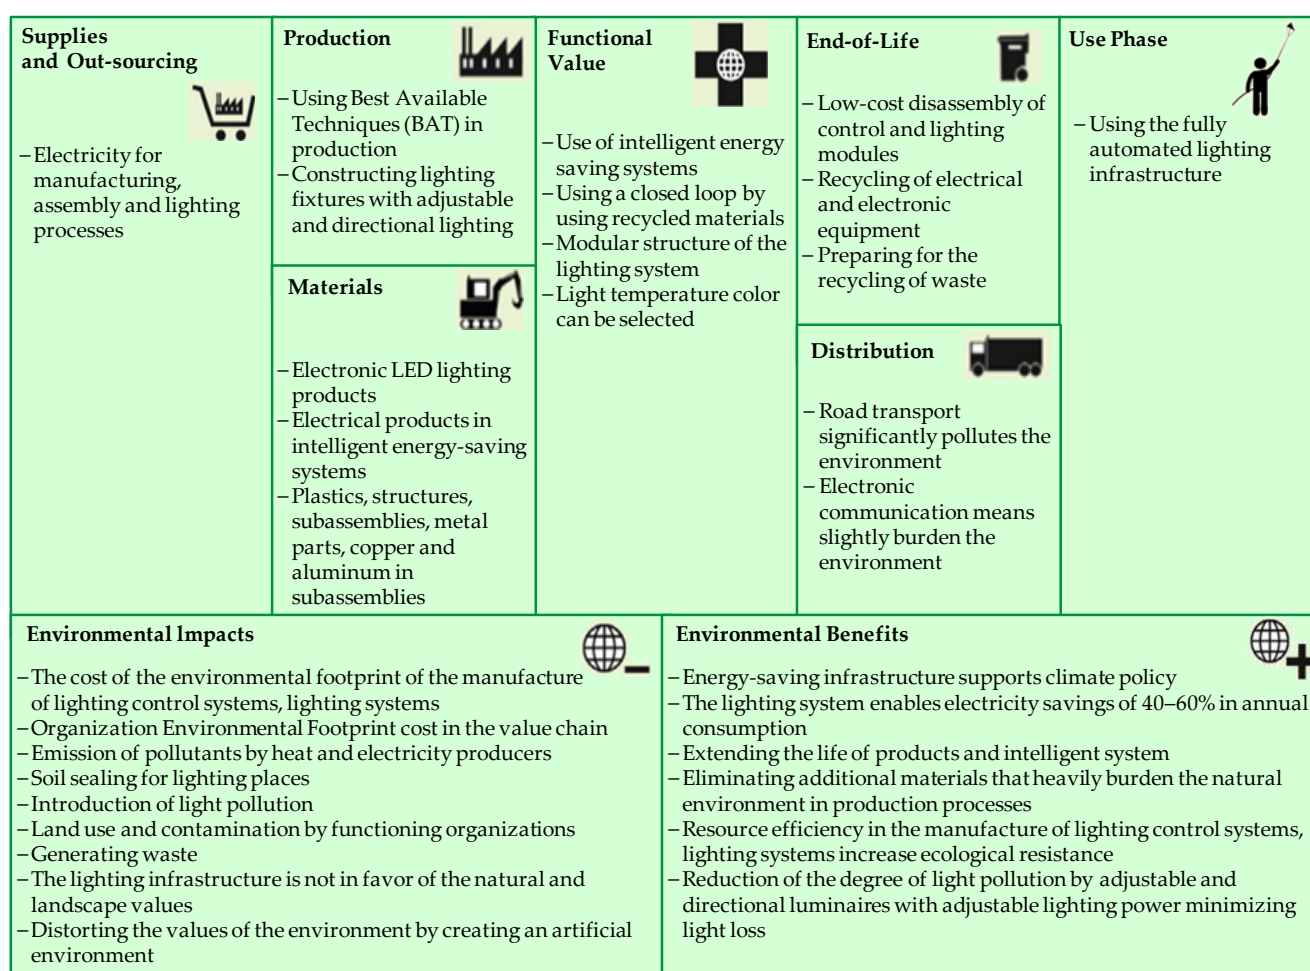 Supplies
and Out-sourcing
–Electricity for
manufacturing,
assembly and lighting
processes
Production
–Using Best Available
Techniques (BAT) in
production
–Constructing lighting
fixtures with adjustable
and directional lighting
Materials
–Electronic LED lighting
products
–Electrical products in
intelligent energy-saving
systems
–Plastics, structures,
subassemblies, metal
parts, copper and
aluminum in
subassemblies
Functional
Value
–Use of intelligent energy
saving systems
–Using a closed loop by
using recycled materials
–Modular structure of the
lighting system
–Light temperature color
can be selected
End-of-Life
–Low-cost disassembly of
control and lighting
modules
–Recycling of electrical
and electronic
equipment
–Preparing for the
recycling of waste
Distribution
–Road transport
significantly pollutes the
environment
–Electronic
communication means
slightly burden the
environment
Use Phase
–Using the fully
automated lighting
infrastructure
Environmental Impacts
–The cost of the environmental footprint of the manufacture
of lighting control systems, lighting systems
–Organization Environmental Footprint cost in the value chain
–Emission of pollutants by heat and electricity producers
–Soil sealing for lighting places
–Introduction of light pollution
–Land use and contamination by functioning organizations
–Generating waste
–The lighting infrastructure is not in favor of the natural and
landscape values
–Distorting the values of the environment by creating an artificial
environment
Environmental Benefits
–Energy-saving infrastructure supports climate policy
–The lighting system enables electricity savings of 40–60% in annual
consumption
–Extending the life of products and intelligent system
–Eliminating additional materials that heavily burden the natural
environment in production processes
–Resource efficiency in the manufacture of lighting control systems,
lighting systems increase ecological resistance
–Reduction of the degree of light pollution by adjustable and
directional luminaires with adjustable lighting power minimizing
light loss